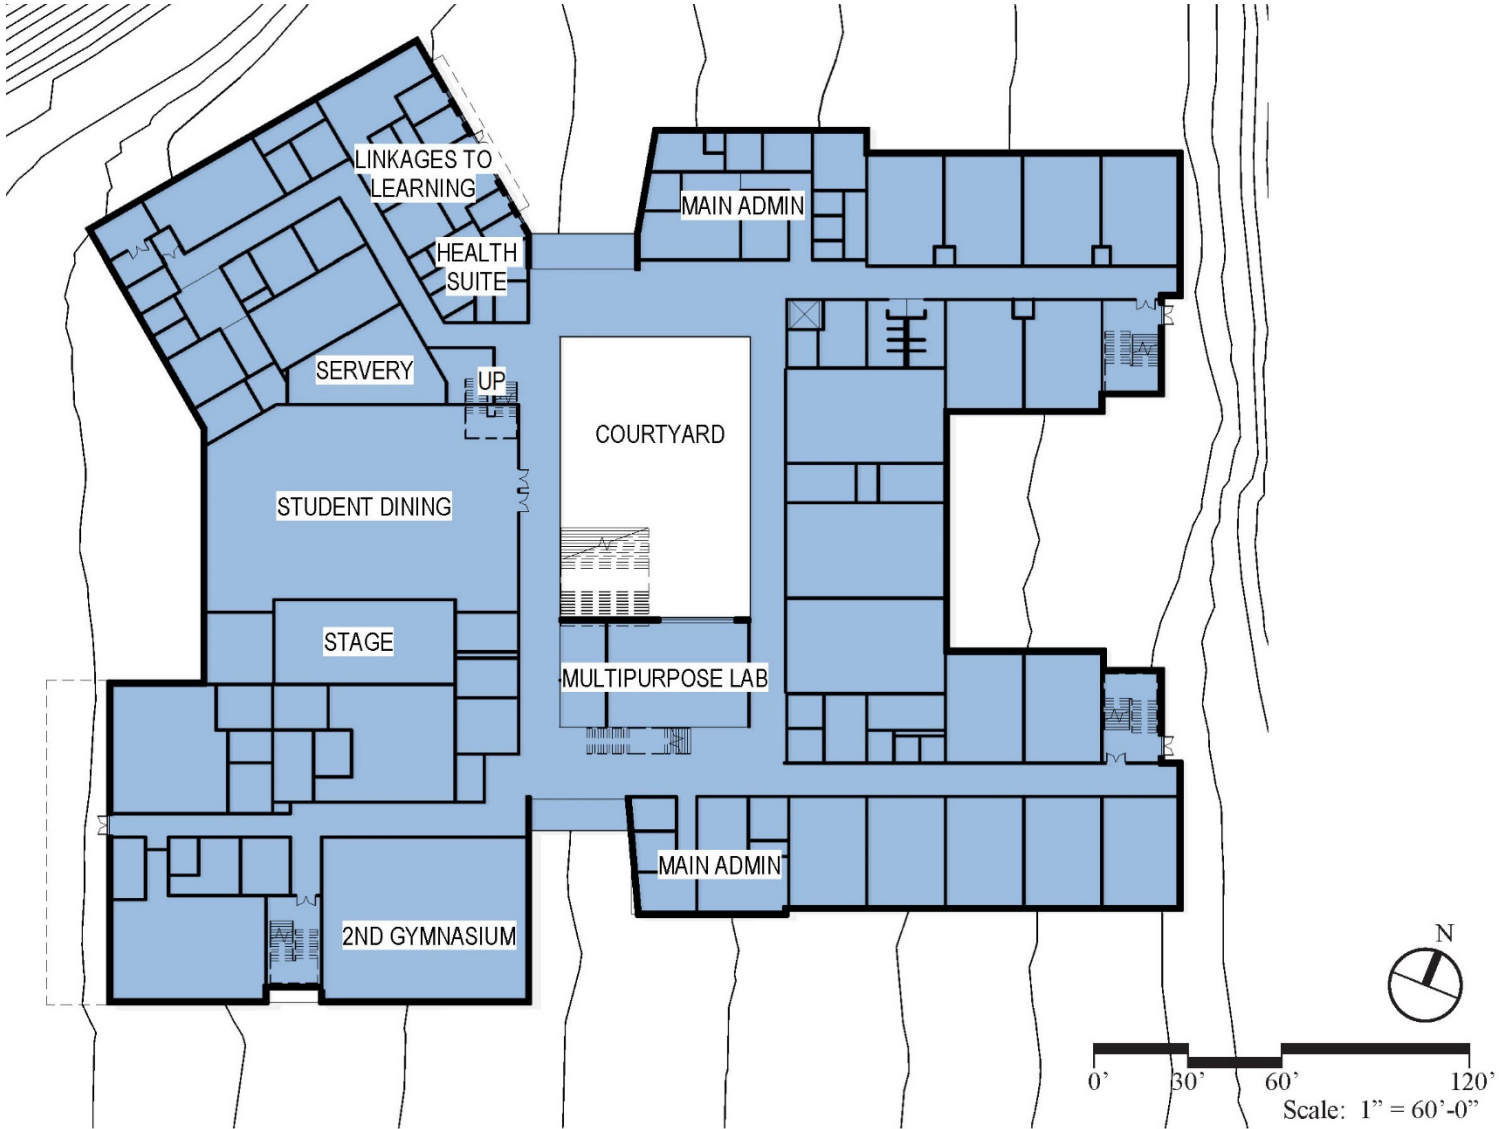 LINKAGES TO
LEARNING
MAIN ADMIN
HEALTH
SUITE
SERVERY
UP
COURTYARD
STUDENT DINING
STAGE
MULTIPURPOSE LAB
MAIN ADMIN
2ND GYMNASIUM
N
0' 30' 60' 120'
Scale: 1" = 60'-0"